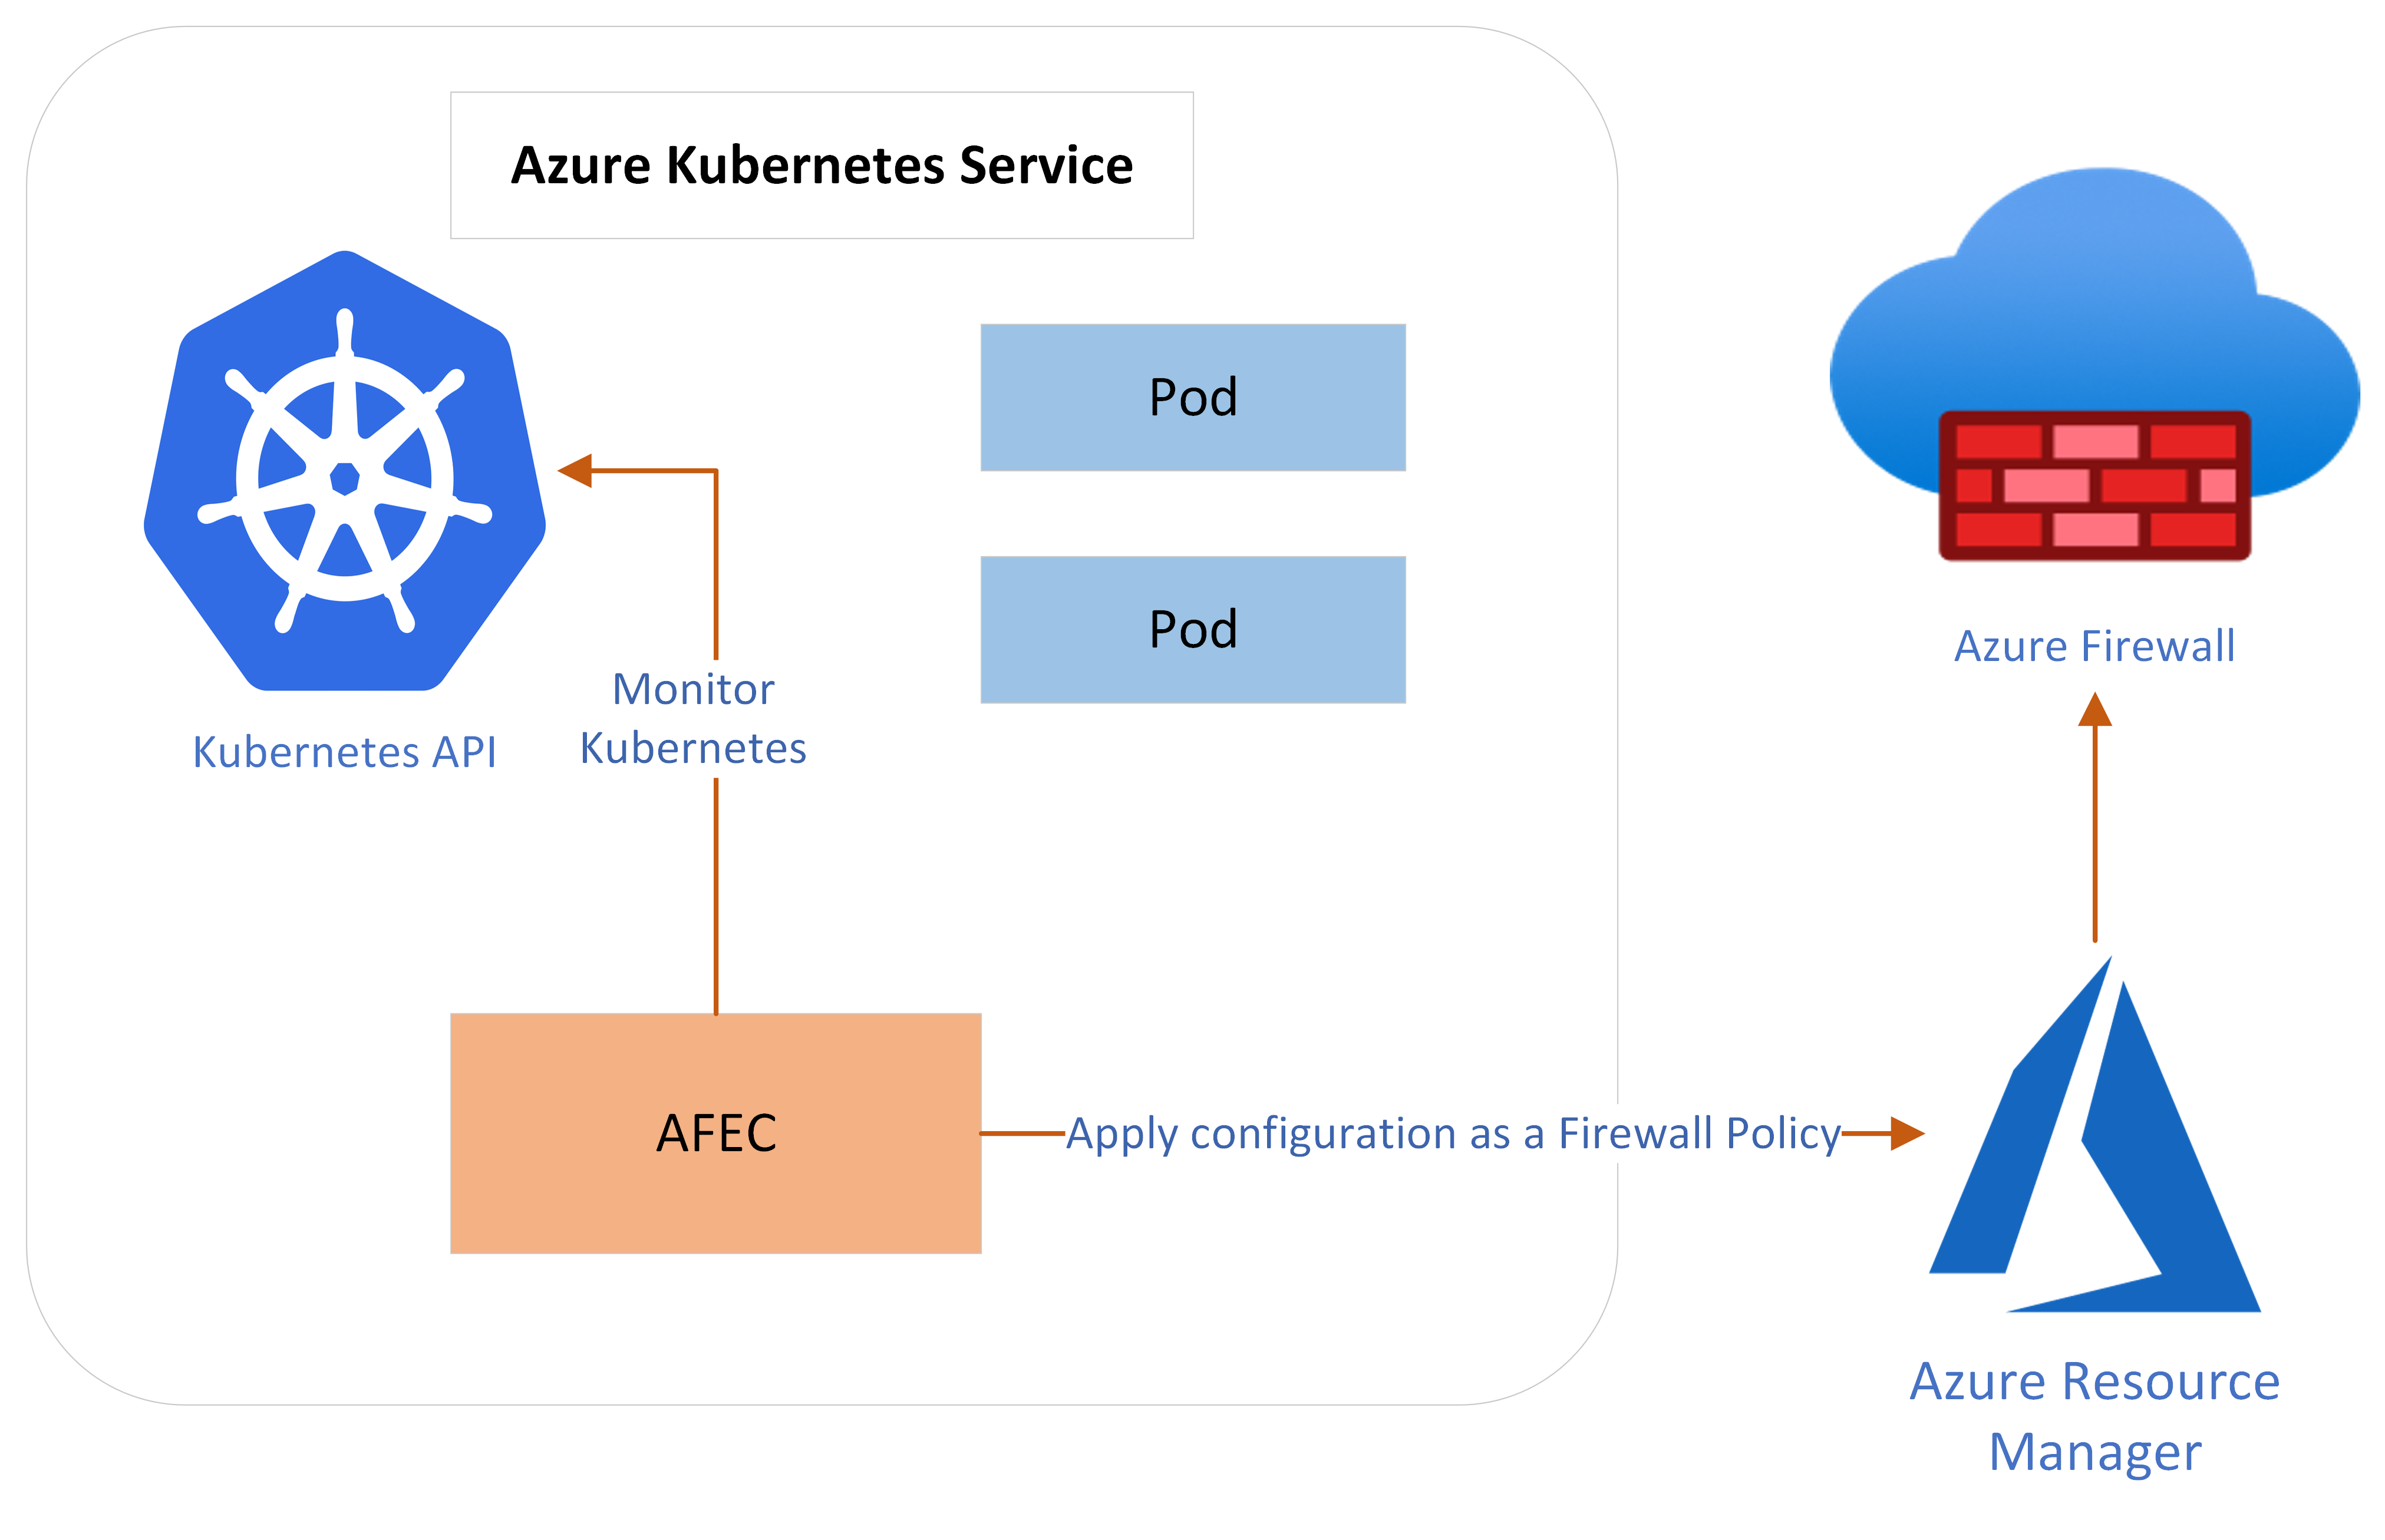 Azure Kubernetes Service
Pod
Pod
Azure Firewall
Monitor
Kubernetes
Kubernetes API
AFEC
Apply configuration as a Firewall Policy
Azure Resource
Manager